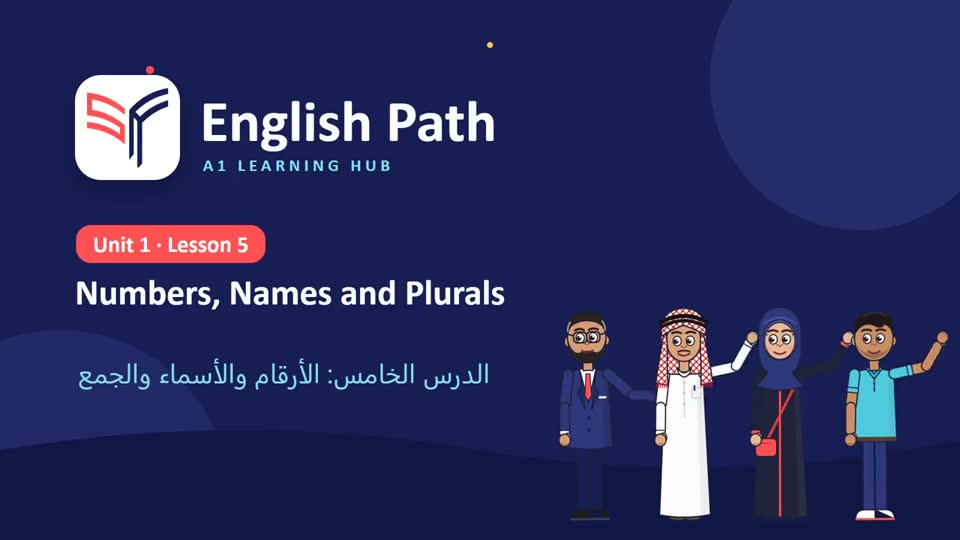 English Path
A1 LEARNING HUB
Unit 1 · Lesson 5
Numbers, Names and Plurals
الدرس الخامس: الأرقام والأسماء والجمع